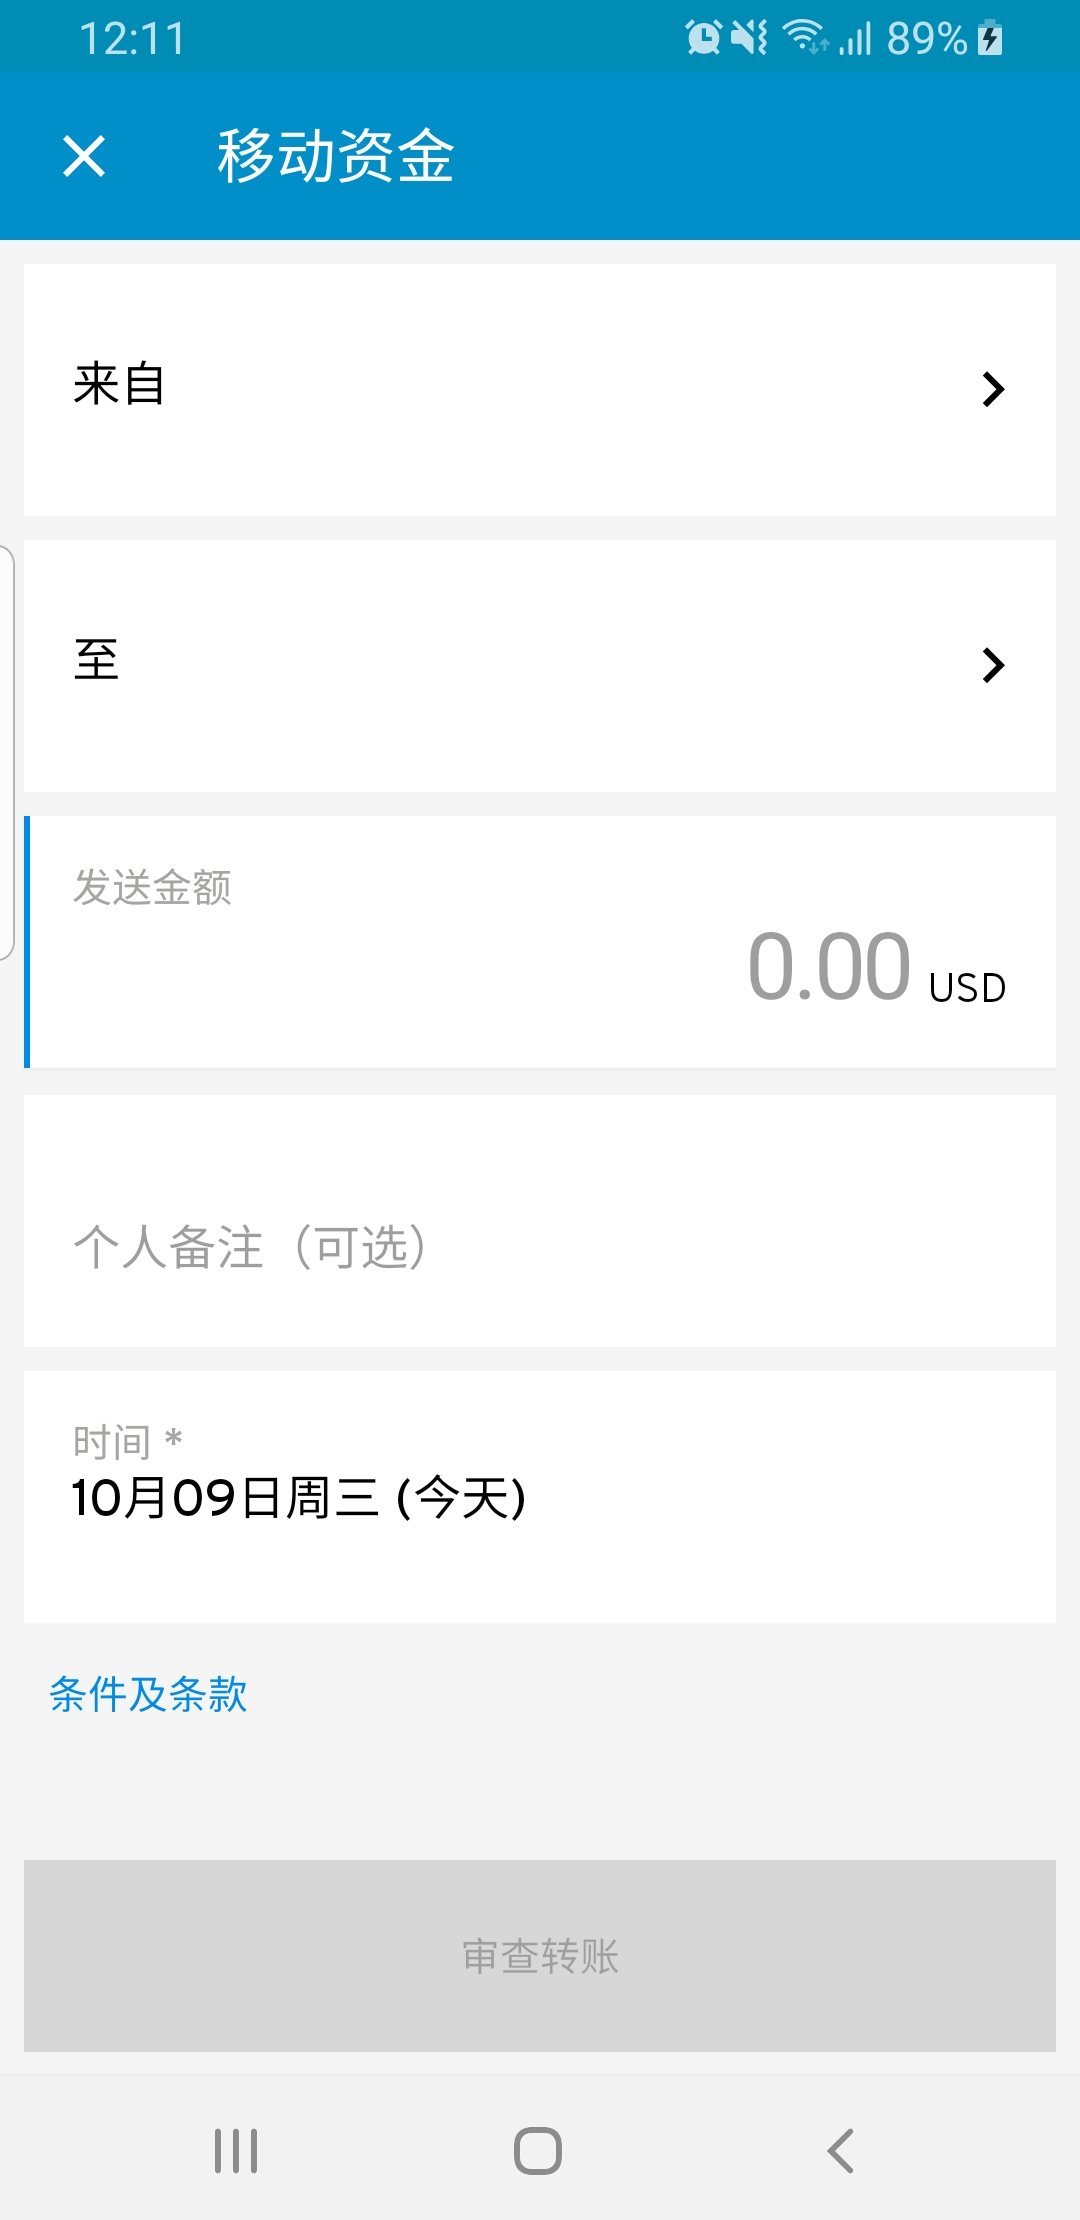 12:11
89%
移动资金
来自
至
发送金额
0.00 USD
个人备注（可选）
时间 *
10月09日周三 (今天)
条件及条款
审查转账